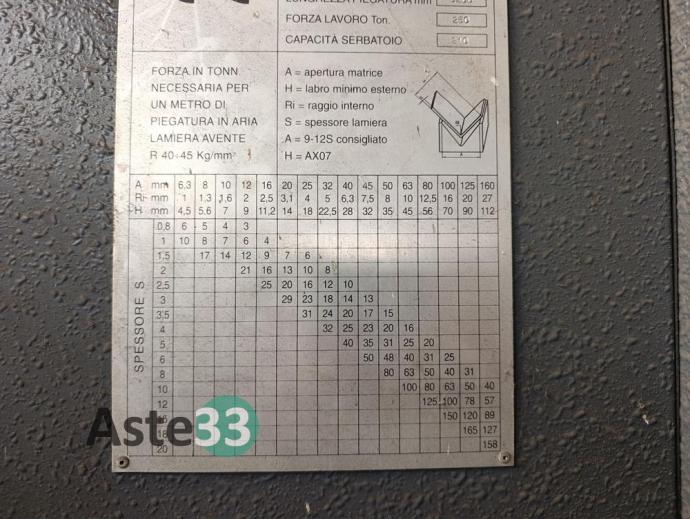 LUNGHEZZA PIEGATURA mm
FORZA LAVORO Ton. 250
CAPACITÀ SERBATOIO
FORZA IN TONN.
NECESSARIA PER
UN METRO DI
PIEGATURA IN ARIA
LAMIERA AVENTE
R 40÷45 Kg/mm²
A = apertura matrice
H = labro minimo esterno
Ri = raggio interno
S = spessore lamiera
A = 9-12S consigliato
H = AX07
A mm 6,3 8 10 12 16 20 25 32 40 45 50 63 80 100 125 160
Ri mm 1 1,3 1,6 2 2,5 3,1 4 5 6,3 7,5 8 10 12,5 16 20 27
H mm 4,5 5,6 7 9 11,2 14 18 22,5 28 32 35 45 56 70 90 112
SPESSORE S
0,8 6 5 4 3
1 10 8 7 6 4
1,5 17 14 12 9 7 6
2 21 16 13 10 8
2,5 25 20 16 12 10
3 29 23 18 14 13
3,5 31 24 20 17 15
4 32 25 23 20 16
5 40 35 31 25 20
6 50 48 40 31 25
8 80 63 50 40 31
10 100 80 63 50 40
12 125 100 78 57
150 120 89
18 165 127
20 158
Aste33